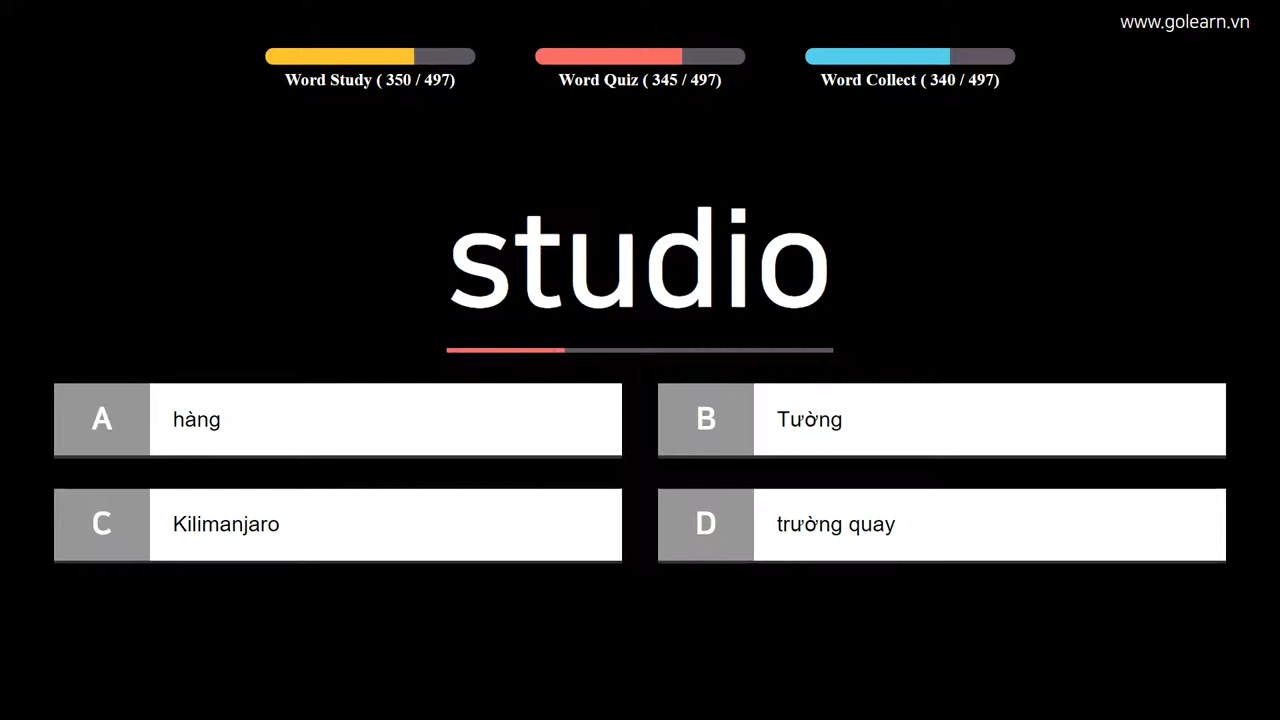 www.golearn.vn
Word Study ( 350 / 497)
Word Quiz ( 345 / 497)
Word Collect ( 340 / 497)
studio
A hàng
B Tường
C Kilimanjaro
D trường quay